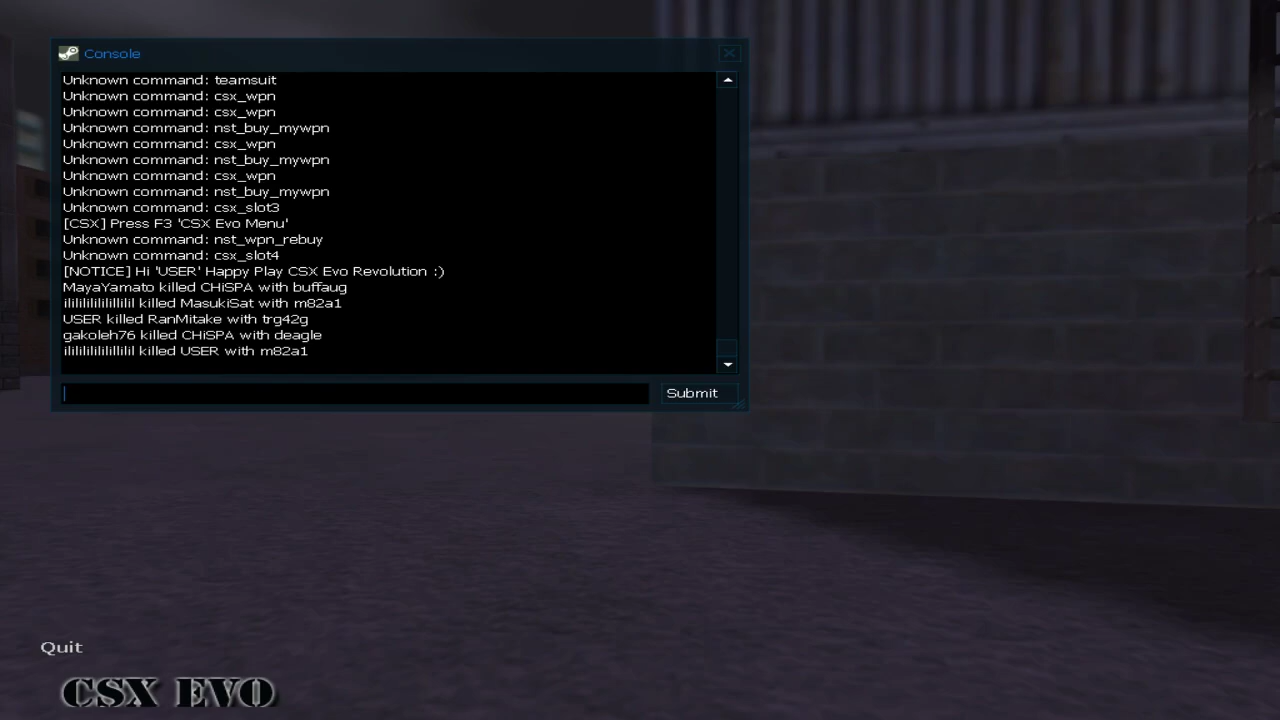 Console
Unknown command: teamsuit
Unknown command: csx_wpn
Unknown command: csx_wpn
Unknown command: nst_buy_mywpn
Unknown command: csx_wpn
Unknown command: nst_buy_mywpn
Unknown command: csx_wpn
Unknown command: nst_buy_mywpn
Unknown command: csx_slot3
[CSX] Press F3 'CSX Evo Menu'
Unknown command: nst_wpn_rebuy
Unknown command: csx_slot4
[NOTICE] Hi 'USER' Happy Play CSX Evo Revolution :)
MayaYamato killed CHiSPA with buffaug
killed MasukiSat with m82a1
USER killed RanMitake with trg42g
gakoleh76 killed CHiSPA with deagle
killed USER with m82a1
Submit
Quit
CSX EVO